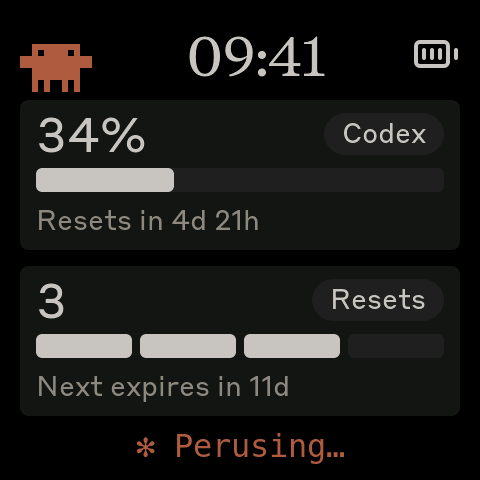 09:41
34% Codex
Resets in 4d 21h
3 Resets
Next expires in 11d
✻ Perusing…